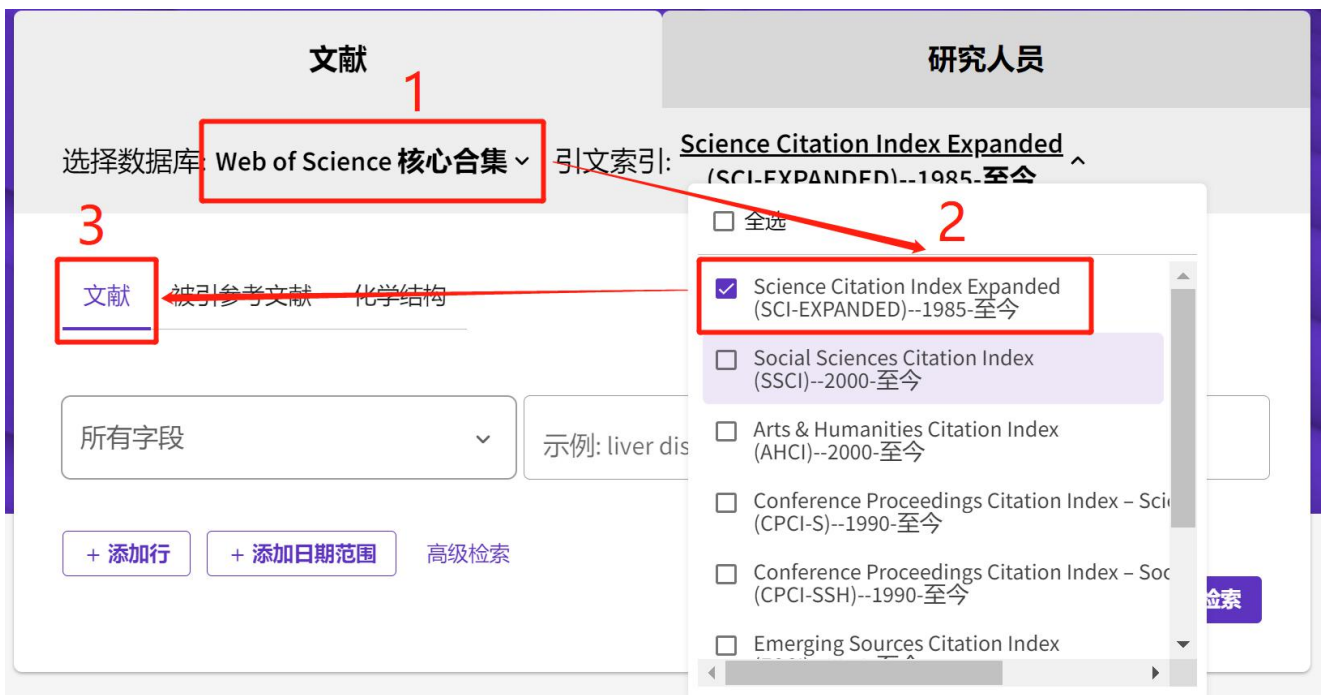 文献
研究人员
1
选择数据库: Web of Science 核心合集
引文索引: Science Citation Index Expanded
(SCI-EXPANDED)--1985-至今
3
2
全选
文献
被引参考文献
化学结构
Science Citation Index Expanded
(SCI-EXPANDED)--1985-至今
Social Sciences Citation Index
(SSCI)--2000-至今
所有字段
示例: liver dis
Arts & Humanities Citation Index
(AHCI)--2000-至今
Conference Proceedings Citation Index – Scie
(CPCI-S)--1990-至今
+ 添加行
+ 添加日期范围
高级检索
Conference Proceedings Citation Index – Soc
(CPCI-SSH)--1990-至今
检索
Emerging Sources Citation Index